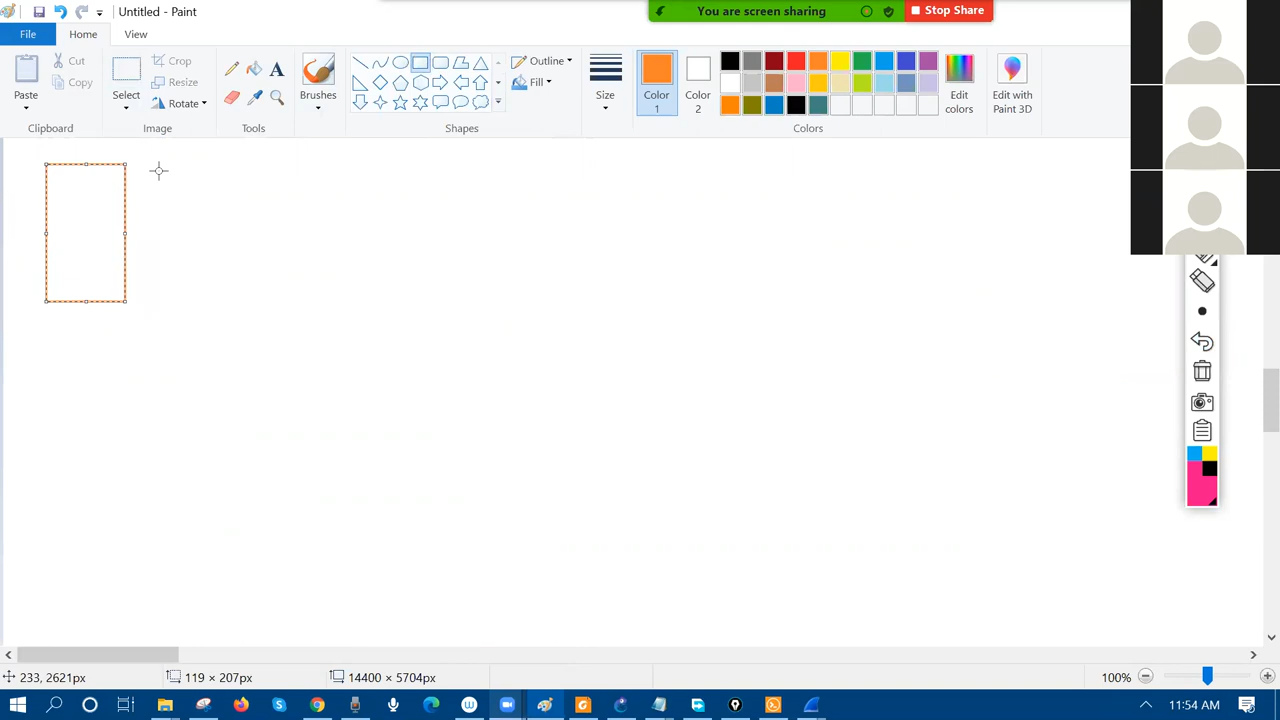 Untitled - Paint
You are screen sharing
Stop Share
File
Home
View
Paste
Cut
Copy
Clipboard
Select
Crop
Resize
Rotate
Image
Tools
Brushes
Outline
Fill
Shapes
Size
Color 1
Color 2
Edit colors
Edit with Paint 3D
Colors
233, 2621px
119 × 207px
14400 × 5704px
100%
11:54 AM